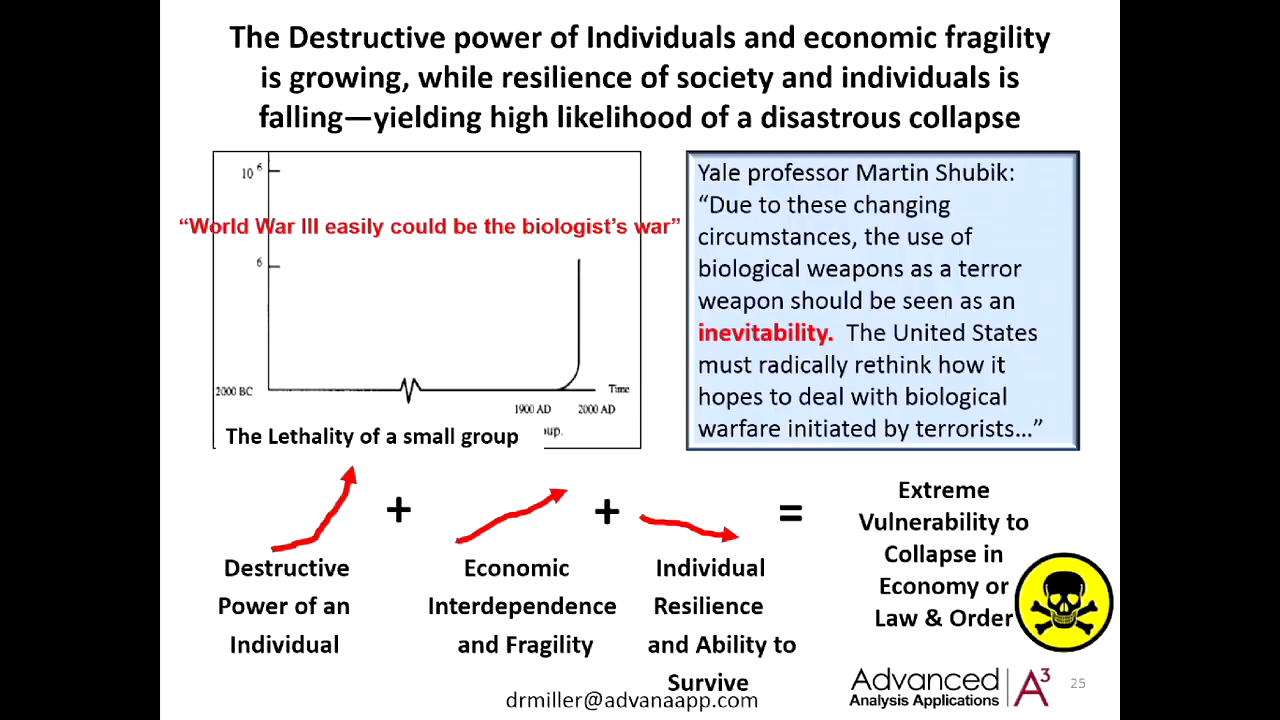 The Destructive power of Individuals and economic fragility
is growing, while resilience of society and individuals is
falling—yielding high likelihood of a disastrous collapse
10 6
“World War III easily could be the biologist’s war”
6
2000 BC
Time
1900 AD 2000 AD
The Lethality of a small group
up.
Yale professor Martin Shubik:
“Due to these changing
circumstances, the use of
biological weapons as a terror
weapon should be seen as an
inevitability. The United States
must radically rethink how it
hopes to deal with biological
warfare initiated by terrorists…”
+
+
=
Destructive
Power of an
Individual
Economic
Interdependence
and Fragility
Individual
Resilience
and Ability to
Survive
Extreme
Vulnerability to
Collapse in
Economy or
Law & Order
drmiller@advanaapp.com
Advanced
Analysis Applications
A3
25